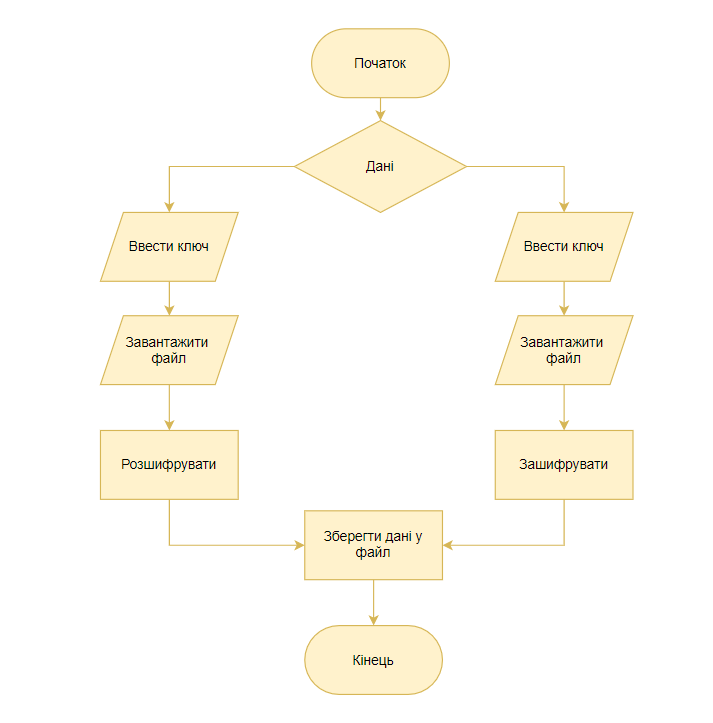 Початок
Дані
Ввести ключ
Ввести ключ
Завантажити
файл
Завантажити
файл
Розшифрувати
Зашифрувати
Зберегти дані у
файл
Кінець